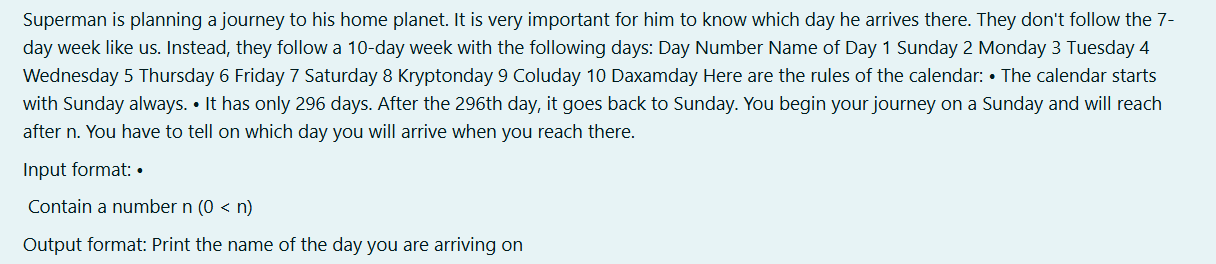 Superman is planning a journey to his home planet. It is very important for him to know which day he arrives there. They don't follow the 7-
day week like us. Instead, they follow a 10-day week with the following days: Day Number Name of Day 1 Sunday 2 Monday 3 Tuesday 4
Wednesday 5 Thursday 6 Friday 7 Saturday 8 Kryptonday 9 Coluday 10 Daxamday Here are the rules of the calendar: • The calendar starts
with Sunday always. • It has only 296 days. After the 296th day, it goes back to Sunday. You begin your journey on a Sunday and will reach
after n. You have to tell on which day you will arrive when you reach there.
Input format: •
Contain a number n (0 < n)
Output format: Print the name of the day you are arriving on